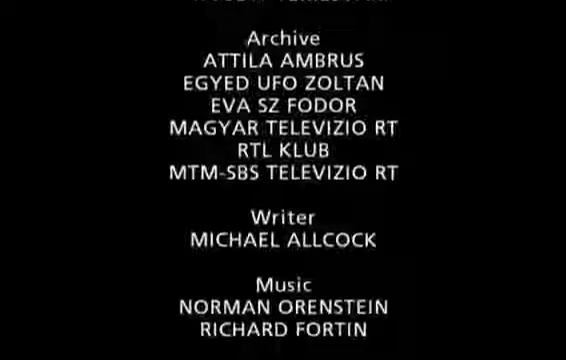 Archive
ATTILA AMBRUS
EGYED UFO ZOLTAN
EVA SZ FODOR
MAGYAR TELEVIZIO RT
RTL KLUB
MTM-SBS TELEVIZIO RT
Writer
MICHAEL ALLCOCK
Music
NORMAN ORENSTEIN
RICHARD FORTIN